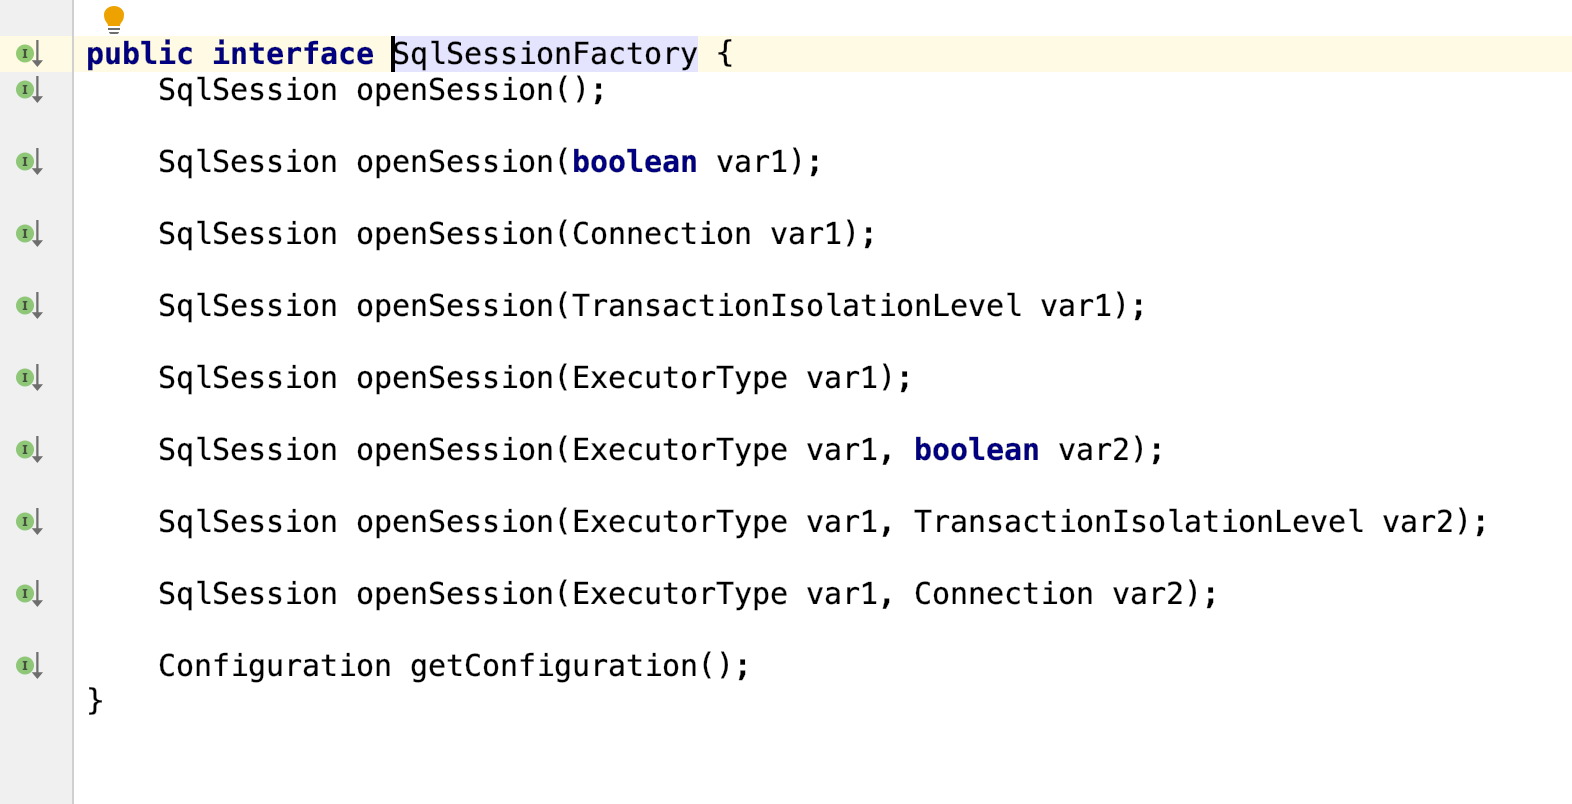 public interface SqlSessionFactory {
    SqlSession openSession();

    SqlSession openSession(boolean var1);

    SqlSession openSession(Connection var1);

    SqlSession openSession(TransactionIsolationLevel var1);

    SqlSession openSession(ExecutorType var1);

    SqlSession openSession(ExecutorType var1, boolean var2);

    SqlSession openSession(ExecutorType var1, TransactionIsolationLevel var2);

    SqlSession openSession(ExecutorType var1, Connection var2);

    Configuration getConfiguration();
}